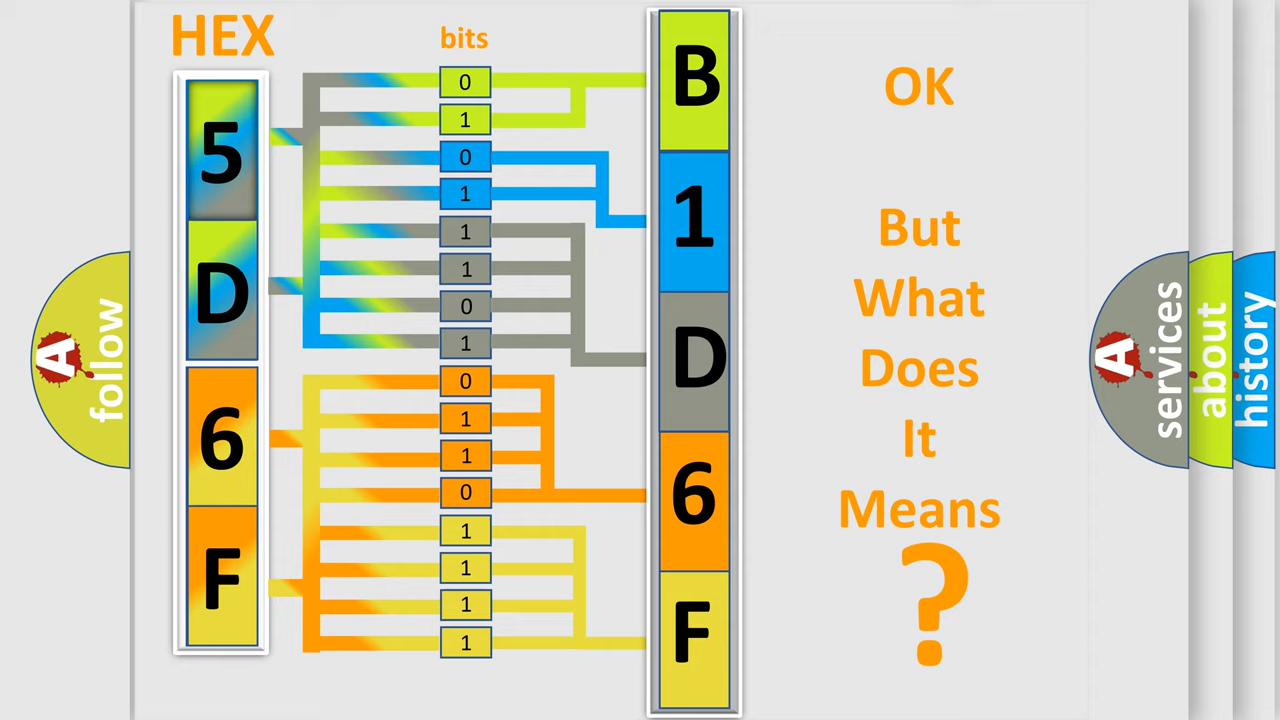 HEX
bits
5
D
6
F
0
1
0
1
1
1
0
1
0
1
1
0
1
1
1
1
B
1
D
6
F
OK
But
What
Does
It
Means
?
A
follow
A
services
about
history